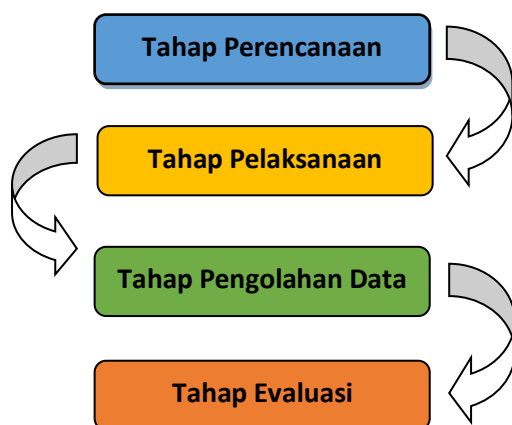 Tahap Perencanaan
Tahap Pelaksanaan
Tahap Pengolahan Data
Tahap Evaluasi